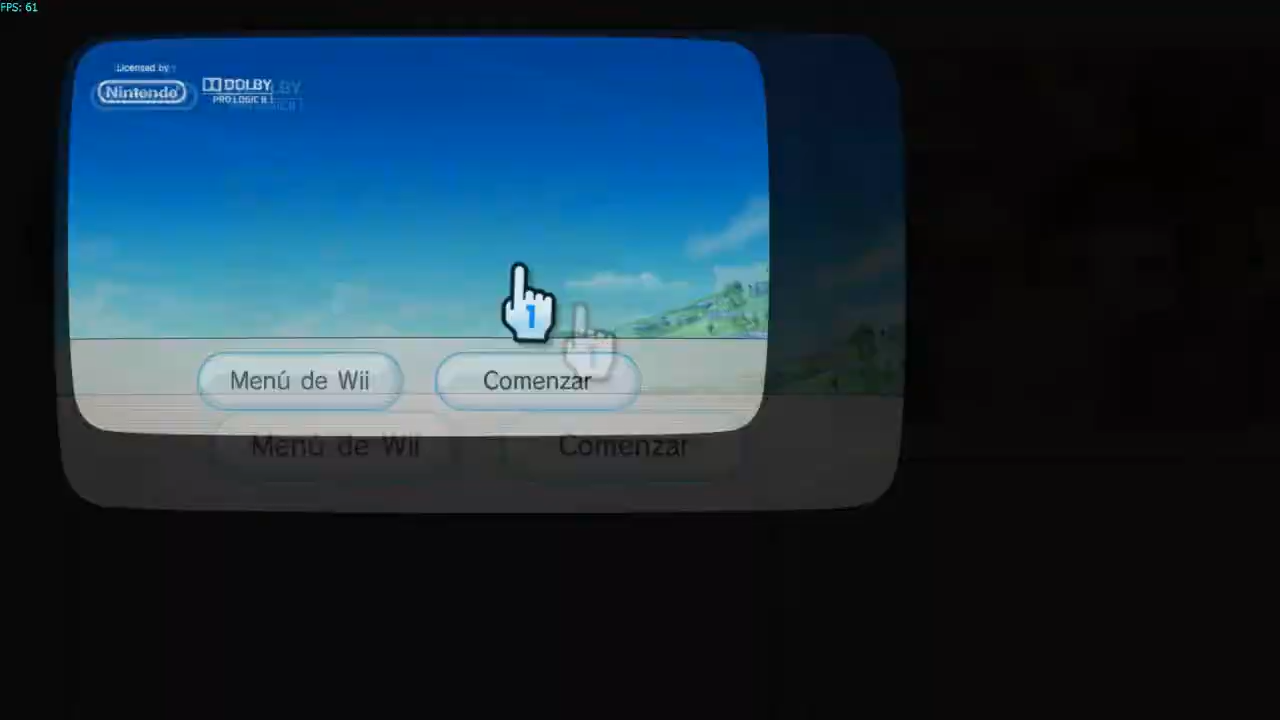 FPS: 61
Licensed by
Nintendo
DOLBY
PRO LOGIC II
Menú de Wii
Comenzar
1
Menú de Wii
Comenzar